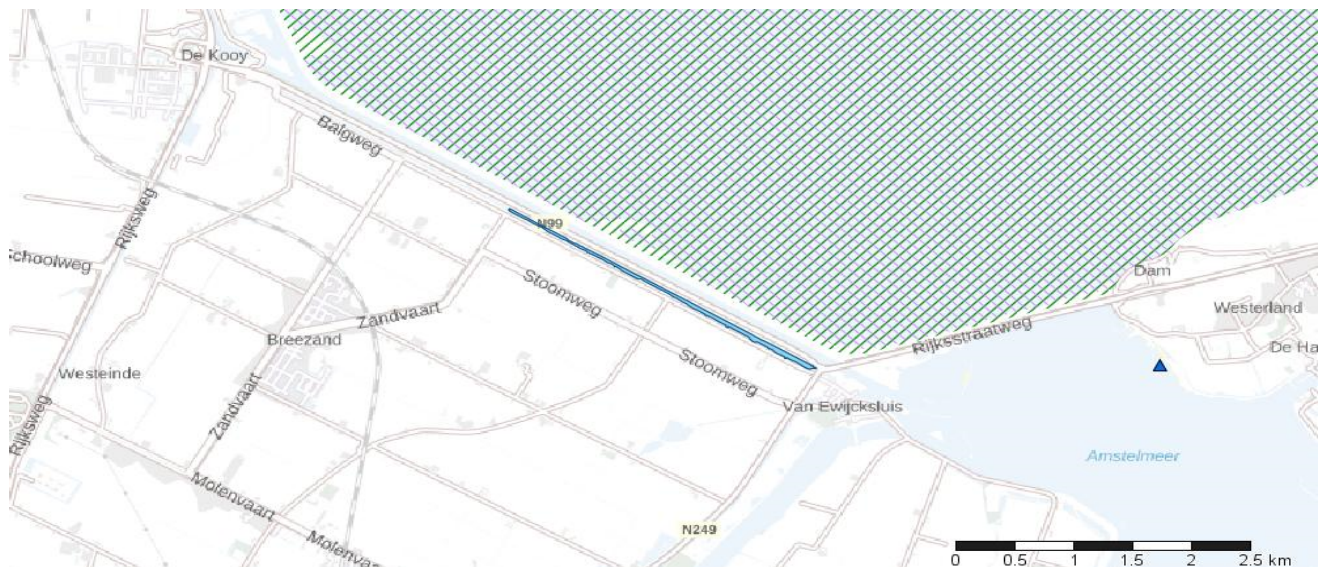 De Kooy
Balgweg
Rijksweg
N99
Schoolweg
Dam
Stoomweg
Westerland
Zandvaart
Rijksstraatweg
Breezand
De Ha
Stoomweg
Westeinde
Van Ewijcksluis
Zandvaart
Rijksweg
Amstelmeer
Molenvaart
N249
Molenva
0 0.5 1 1.5 2 2.5 km